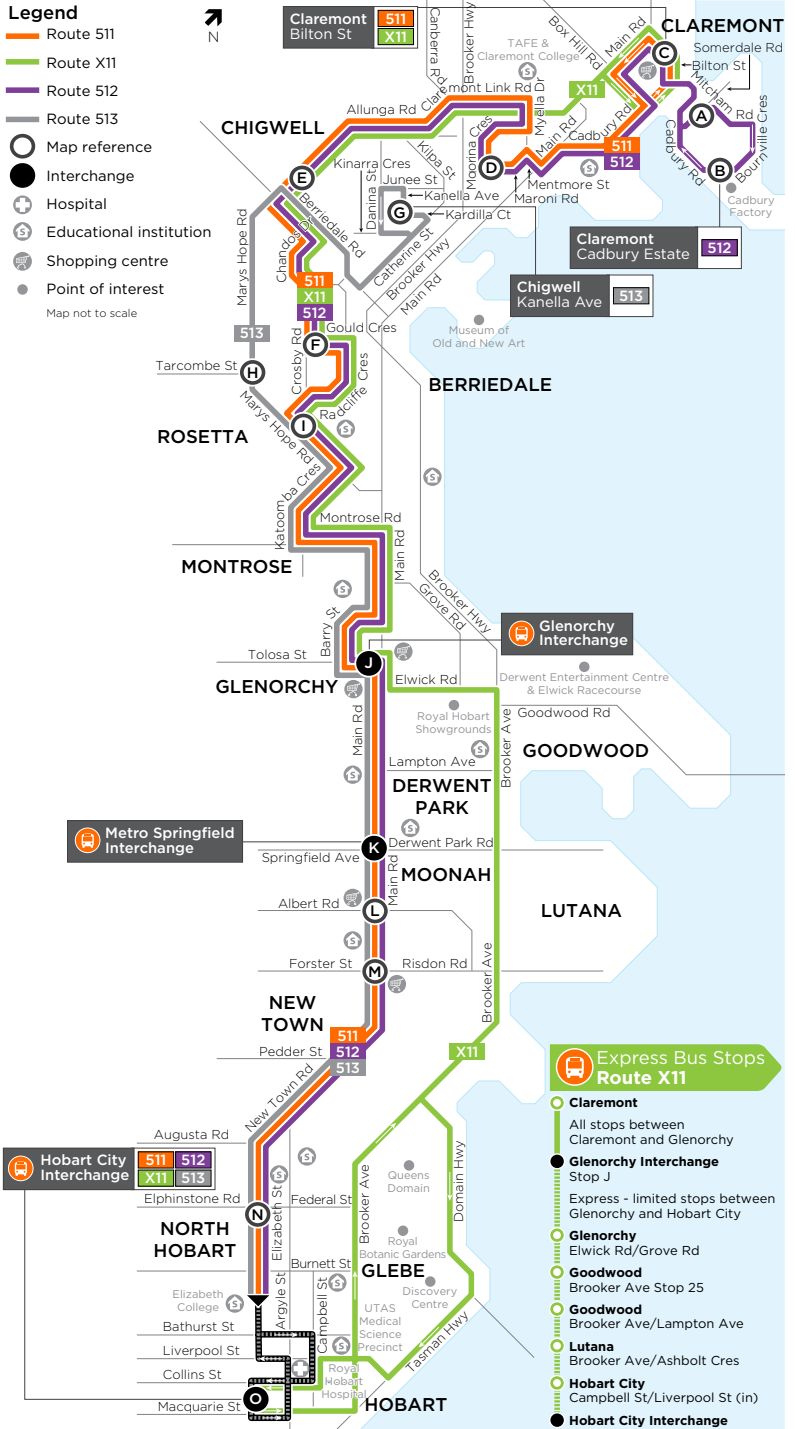 Legend
Route 511
Route X11
Route 512
Route 513
Map reference
Interchange
Hospital
Educational institution
Shopping centre
Point of interest
Map not to scale
N
Claremont
Bilton St
511
X11
Canberra Rd
Brooker Hwy
TAFE &
Claremont College
Box Hill Rd
Main Rd
CLAREMONT
Somerdale Rd
Bilton St
C
Mitcham Rd
A
B
Cadbury Rd
Bournville Cres
Cadbury
Factory
X11
Claremont Link Rd
Myella Dr
Main Rd
Cadbury Rd
511
512
Allunga Rd
CHIGWELL
Moorina Cres
D
Mentmore St
Maroni Rd
Claremont
Cadbury Estate
512
E
Kinarra Cres
Kilpa St
Junee St
Danina St
Kanella Ave
G
Kardilla Ct
Berriedale Rd
Catherine St
Brooker Hwy
Main Rd
Chigwell
Kanella Ave
513
Marys Hope Rd
Chandos Dr
511
X11
512
513
Gould Cres
F
Crosby Rd
Radcliffe Cres
Museum of
Old and New Art
Tarcombe St
H
BERRIEDALE
Marys Hope Rd
I
ROSETTA
Katoomba Cres
Montrose Rd
MONTROSE
Main Rd
Brooker Hwy
Grove Rd
Barry St
Glenorchy
Interchange
Tolosa St
J
GLENORCHY
Elwick Rd
Derwent Entertainment Centre
& Elwick Racecourse
Main Rd
Royal Hobart
Showgrounds
Brooker Ave
Goodwood Rd
GOODWOOD
Lampton Ave
DERWENT
PARK
Metro Springfield
Interchange
K
Derwent Park Rd
Springfield Ave
Main Rd
MOONAH
Albert Rd
L
LUTANA
Forster St
M
Risdon Rd
Brooker Ave
NEW
TOWN
511
512
513
Pedder St
X11
New Town Rd
Augusta Rd
Hobart City
Interchange
511
512
X11
513
Elphinstone Rd
N
Federal St
Elizabeth St
NORTH
HOBART
Brooker Ave
Queens
Domain
Domain Hwy
Royal
Botanic Gardens
Burnett St
GLEBE
Discovery
Centre
Elizabeth
College
Argyle St
Campbell St
UTAS
Medical
Science
Precinct
Tasman Hwy
Bathurst St
Liverpool St
Collins St
Royal
Hobart
Hospital
O
Macquarie St
HOBART
Express Bus Stops
Route X11
Claremont
All stops between
Claremont and Glenorchy
Glenorchy Interchange
Stop J
Express - limited stops between
Glenorchy and Hobart City
Glenorchy
Elwick Rd/Grove Rd
Goodwood
Brooker Ave Stop 25
Goodwood
Brooker Ave/Lampton Ave
Lutana
Brooker Ave/Ashbolt Cres
Hobart City
Campbell St/Liverpool St (in)
Hobart City Interchange